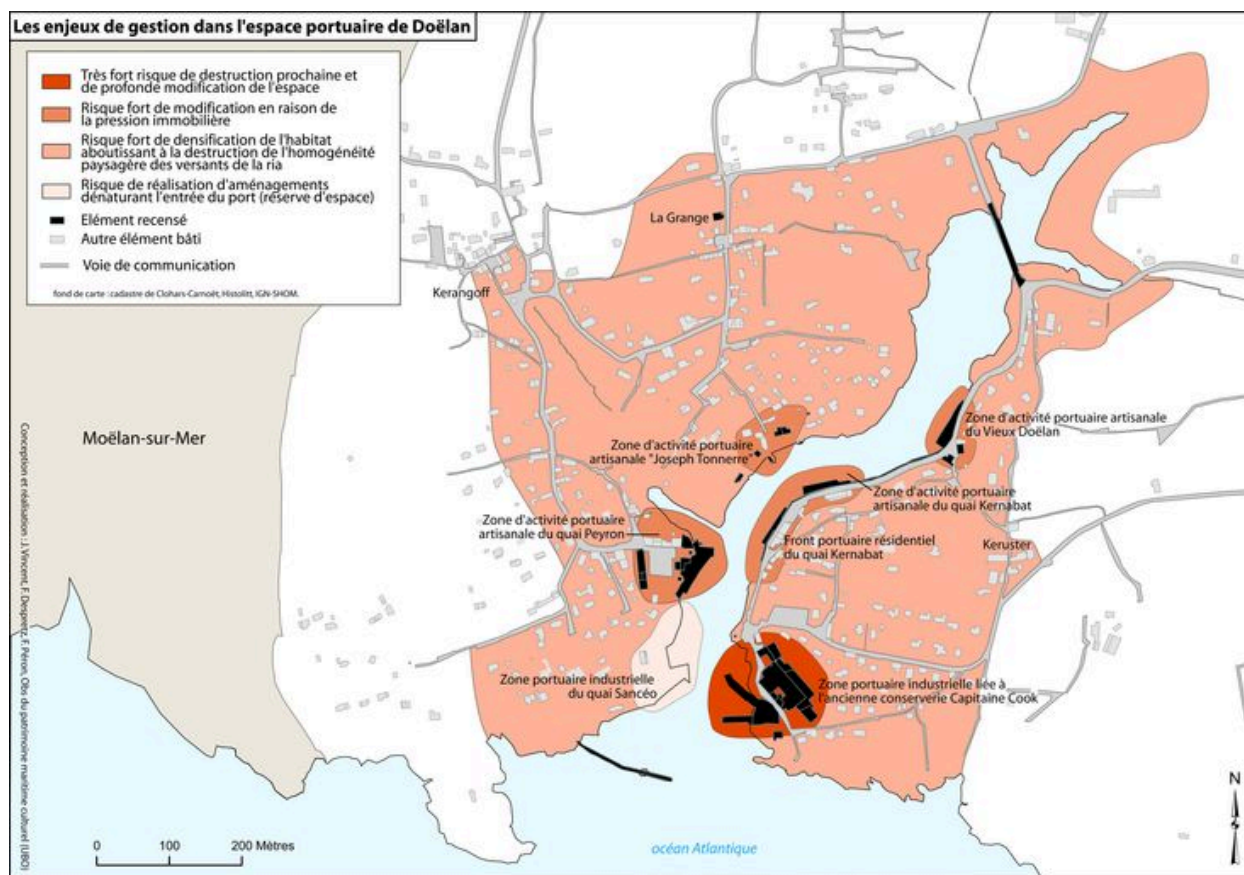 Les enjeux de gestion dans l'espace portuaire de Doëlan
Très fort risque de destruction prochaine et
de profonde modification de l'espace
Risque fort de modification en raison de
la pression immobilière
Risque fort de densification de l'habitat
aboutissant à la destruction de l'homogénéité
paysagère des versants de la ria
Risque de réalisation d'aménagements
dénaturant l'entrée du port (réserve d'espace)
Elément recensé
Autre élément bâti
Voie de communication
fond de carte : cadastre de Clohars-Carnoët, Histolitt, IGN-SHOM.
La Grange
Kerangoff
Moëlan-sur-Mer
Zone d'activité portuaire artisanale
du Vieux Doëlan
Zone d'activité portuaire
artisanale "Joseph Tonnerre"
Zone d'activité portuaire
artisanale du quai Kernabat
Zone d'activité portuaire
artisanale du quai Peyron
Front portuaire résidentiel
du quai Kernabat
Keruster
Zone portuaire industrielle
du quai Sancéo
Zone portuaire industrielle liée à
l'ancienne conserverie Capitaine Cook
océan Atlantique
0 100 200 Mètres
N
Conception et réalisation : J. Vincent, F. Despretz, F. Péron, Obs du patrimoine maritime culturel (UBO)